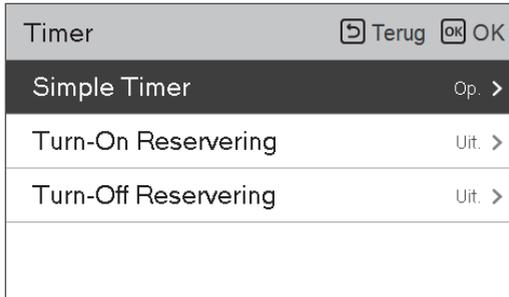 Timer Terug OK OK
Simple Timer Op.
Turn-On Reservering Uit.
Turn-Off Reservering Uit.